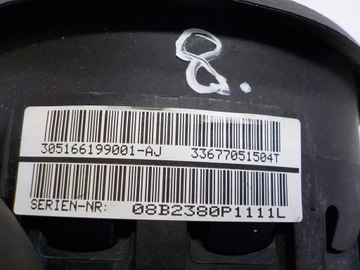 8.
305166199001-AJ 33677051504T
SERIEN-NR: 08B2380P1111L